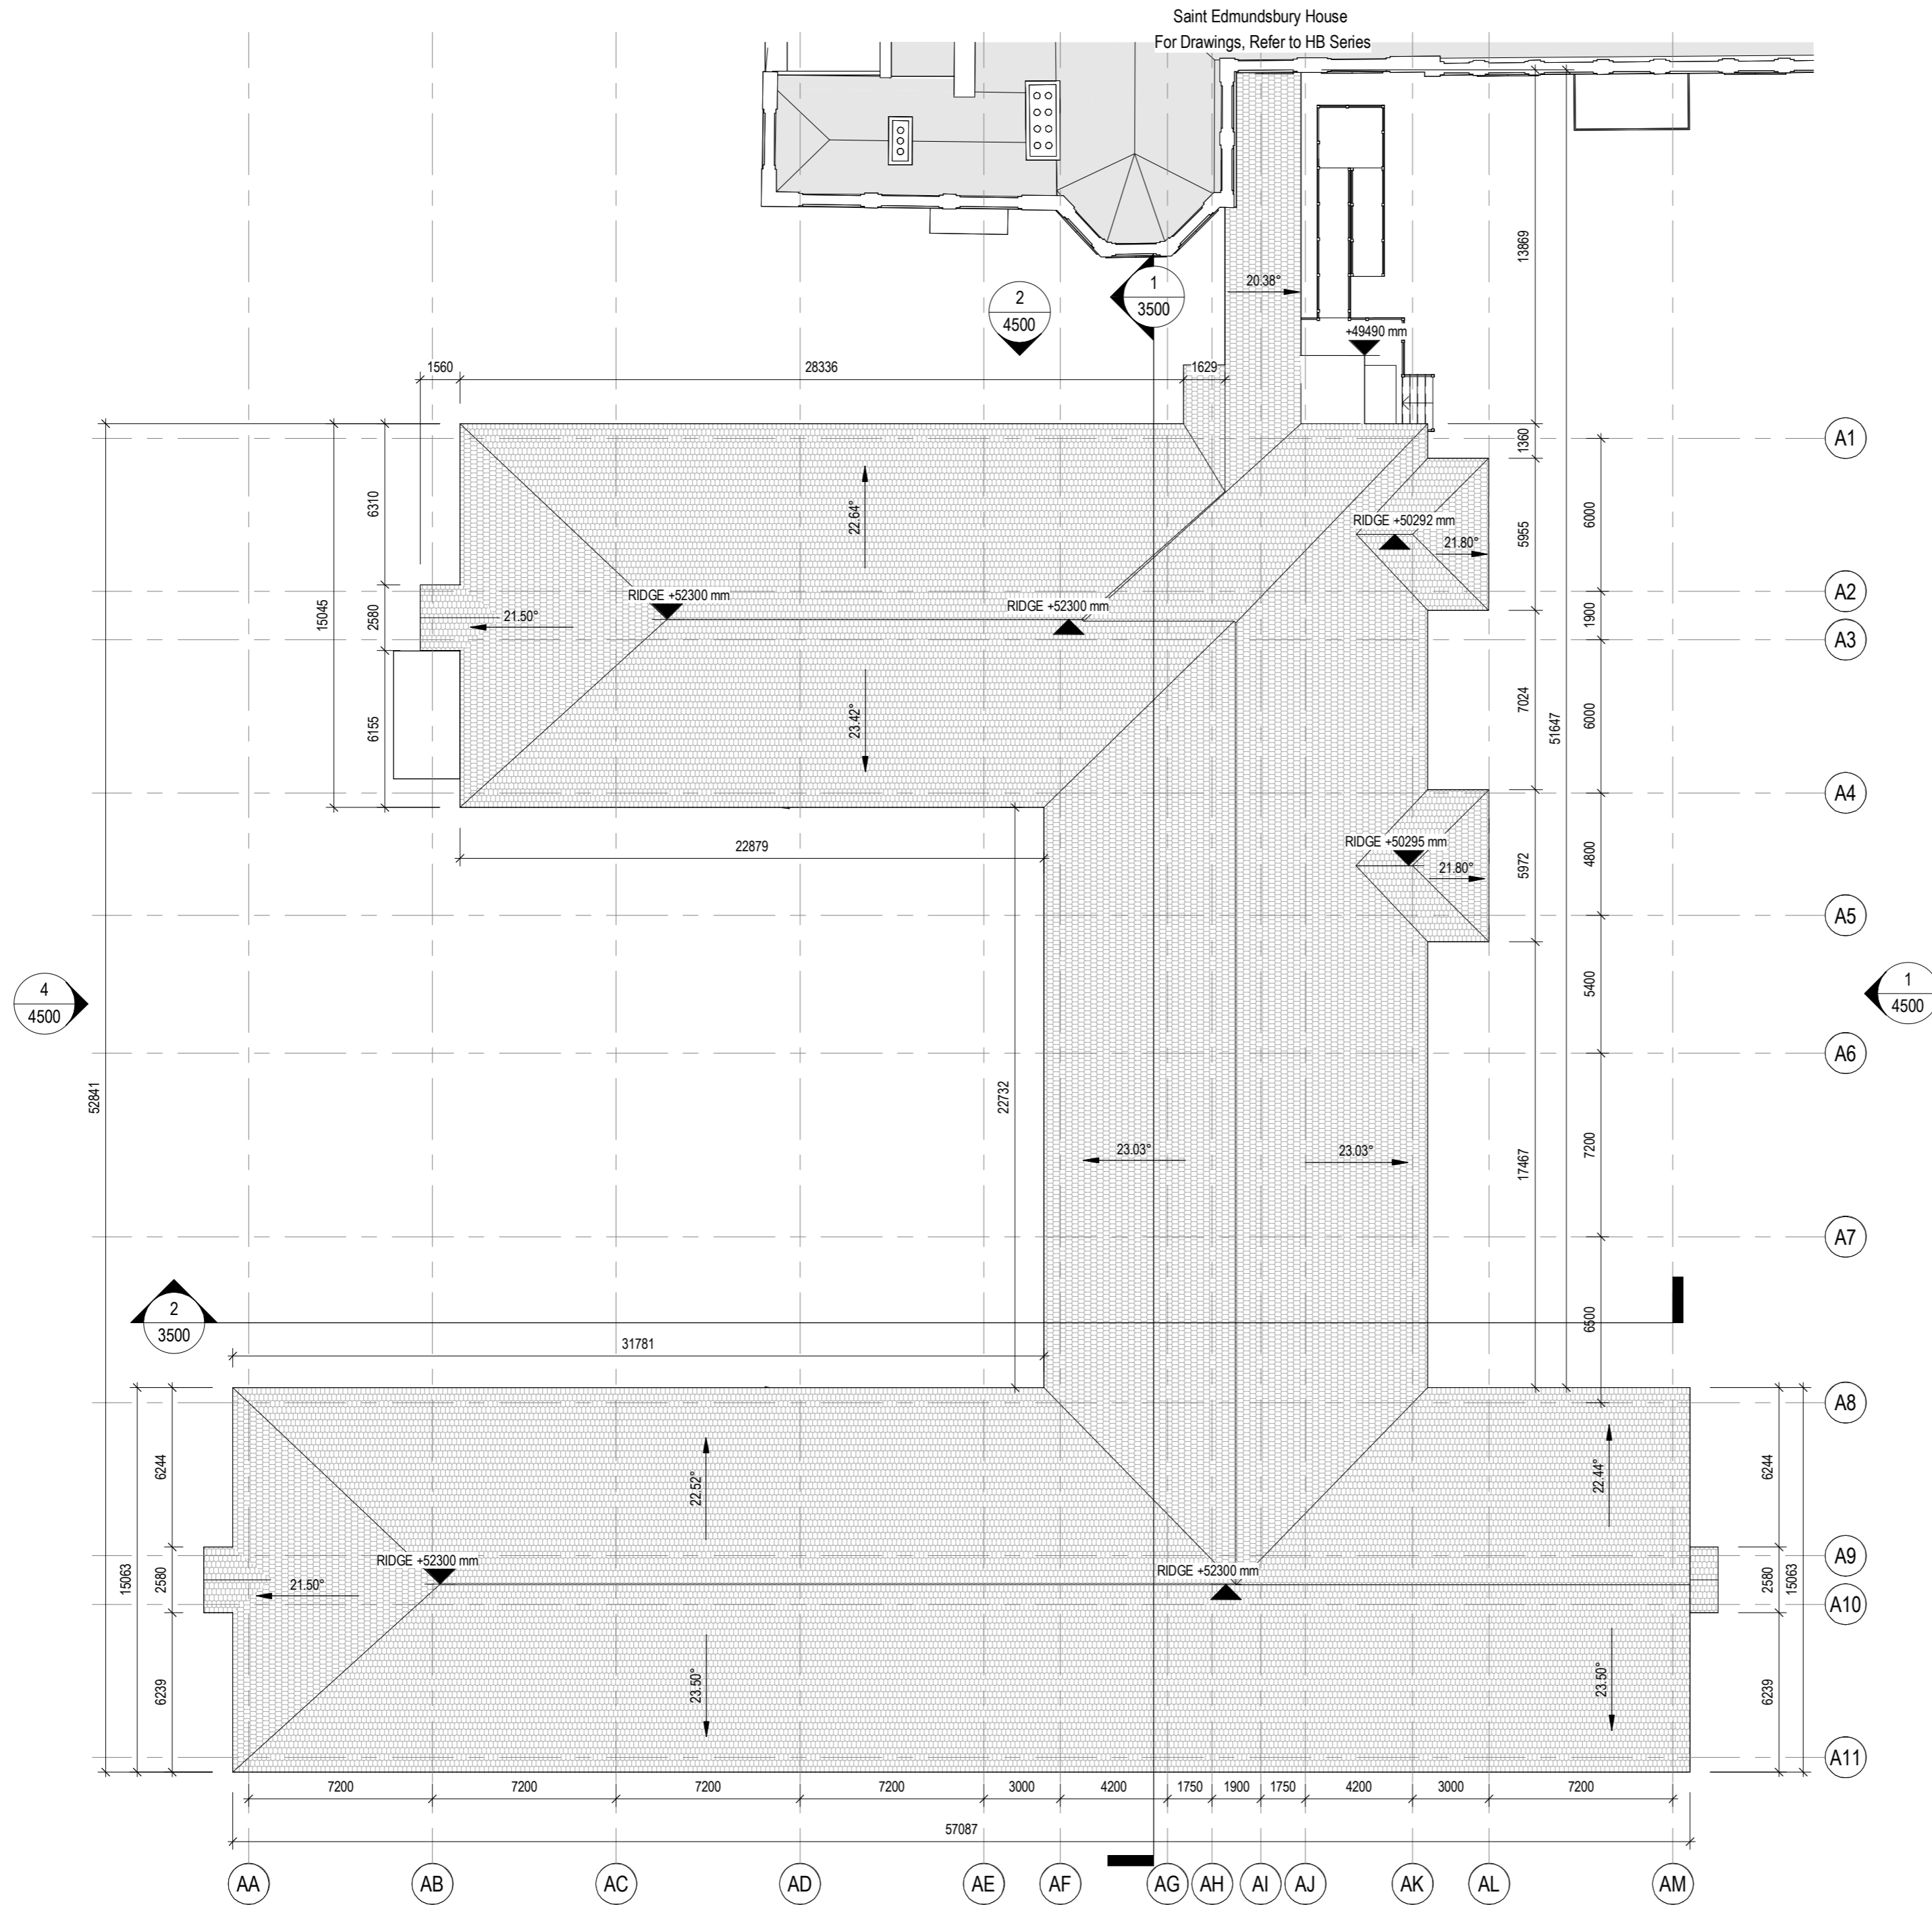 Saint Edmundsbury House
For Drawings, Refer to HB Series
13869
20.38°
2
4500
1
3500
+49490 mm
1560
28336
1629
A1
1360
6310
22.64°
RIDGE +50292 mm
21.80°
5955
6000
15045
2580
21.50°
RIDGE +52300 mm
RIDGE +52300 mm
A2
1900
A3
6155
23.42°
7024
51647
6000
A4
22879
RIDGE +50295 mm
21.80°
5972
4800
A5
4
4500
5400
1
4500
A6
52841
22732
23.03°
23.03°
17467
7200
A7
2
3500
6500
31781
A8
15063
6244
22.52°
22.44°
6244
2580
21.50°
RIDGE +52300 mm
RIDGE +52300 mm
2580
15063
A9
A10
6239
23.50°
23.50°
6239
A11
7200
7200
7200
7200
3000
4200
1750
1900
1750
4200
3000
7200
57087
AA
AB
AC
AD
AE
AF
AG
AH
AI
AJ
AK
AL
AM